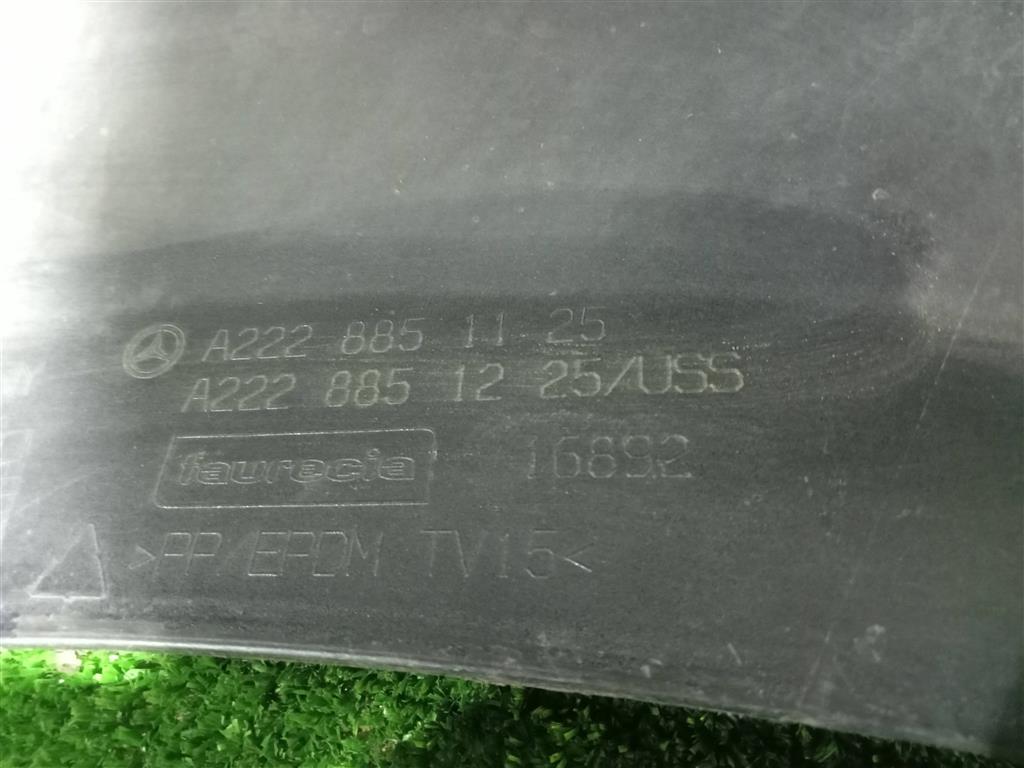 A222 885 11 25
A222 885 12 25/USS
faurecia 16892
>PP/EPDM TV15<